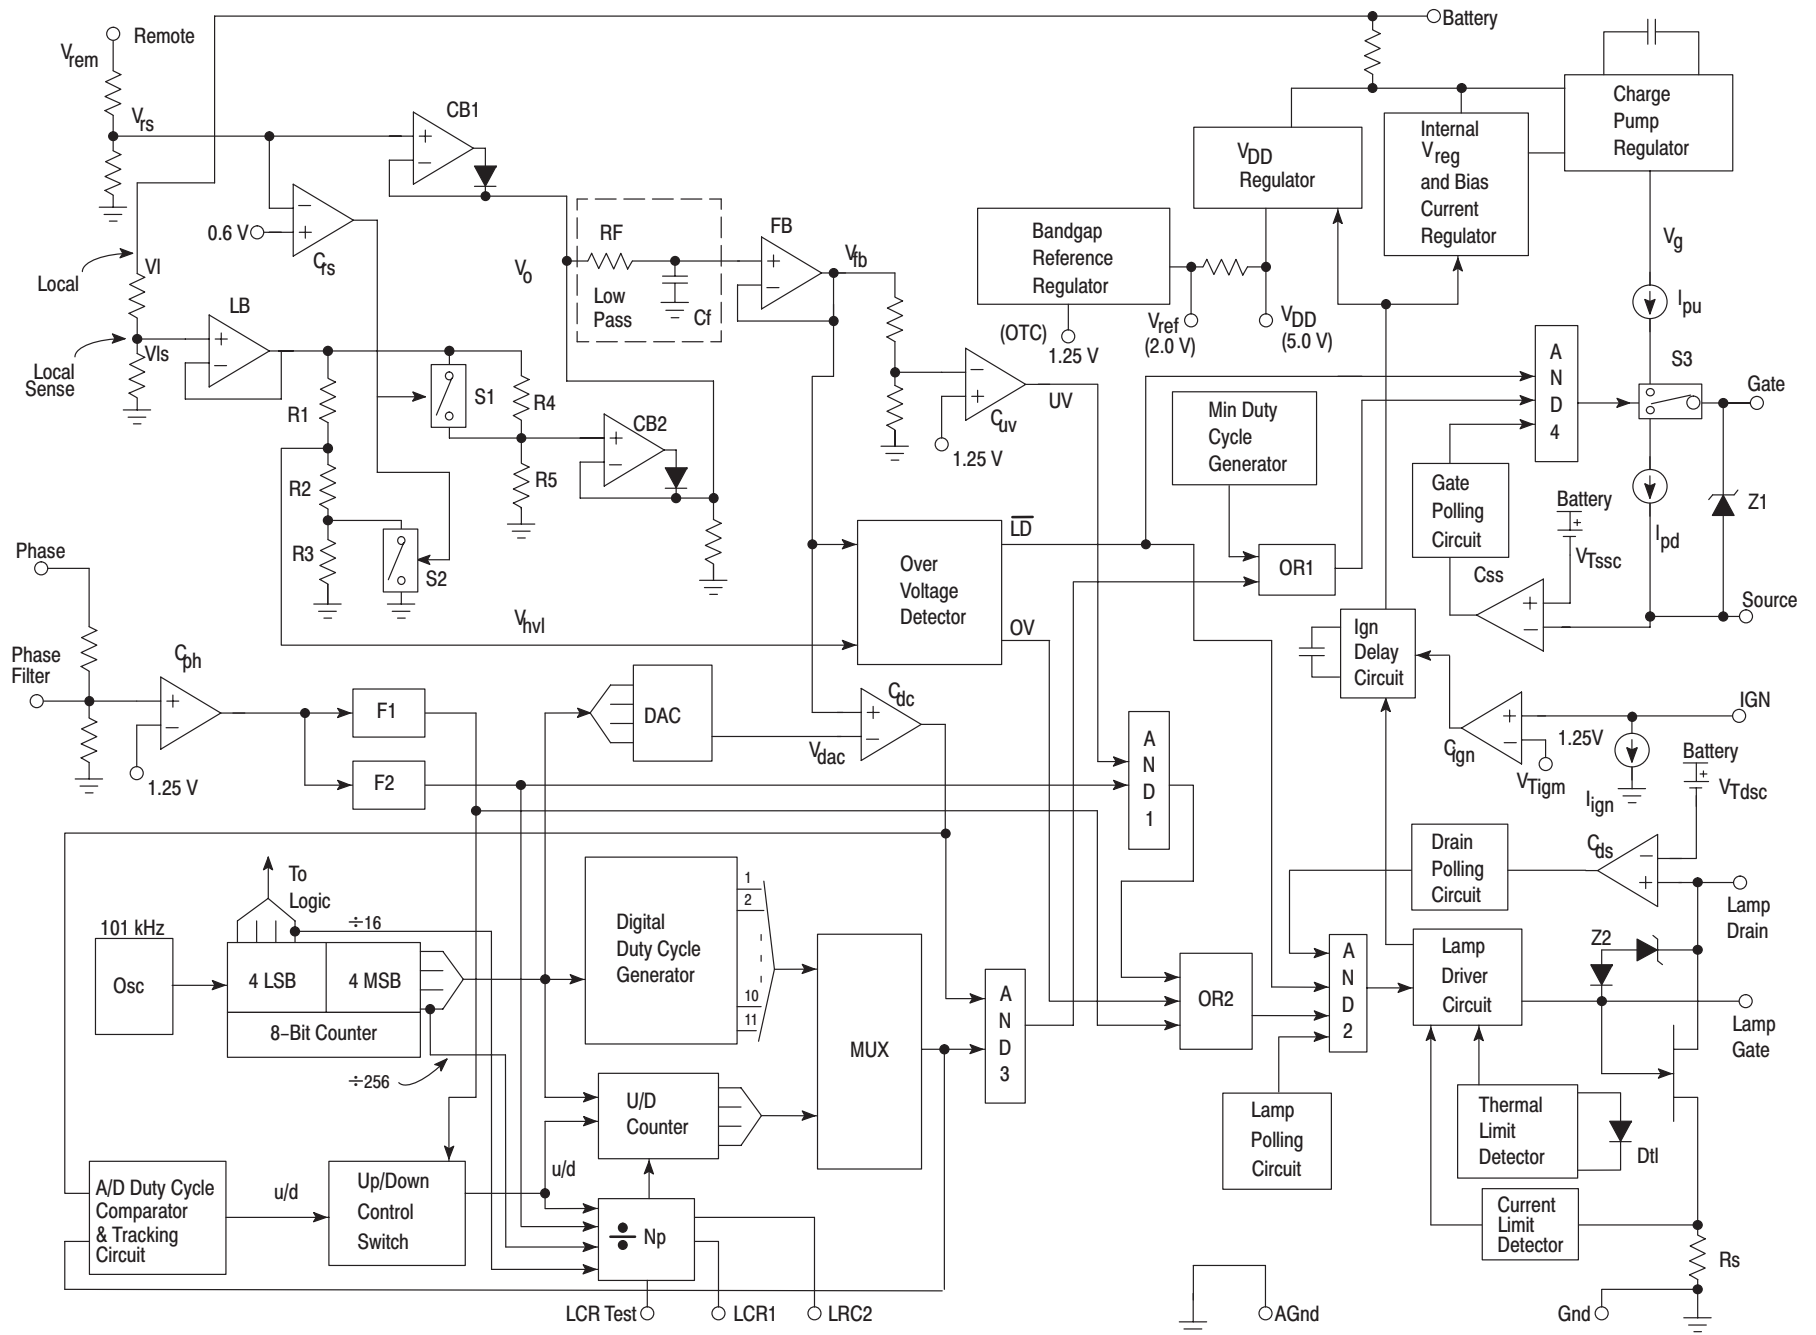 Battery
Remote
Vrem
Vrs
CB1
+
−
Charge
Pump
Regulator
Internal
Vreg
and Bias
Current
Regulator
VDD
Regulator
−
+
0.6 V
Crs
RF
Low
Pass
Cf
FB
+
−
Vfb
Vo
Bandgap
Reference
Regulator
Vg
Local
Vl
Ipu
LB
+
−
Local
Sense
Vls
(OTC)
1.25 V
Vref
(2.0 V)
VDD
(5.0 V)
S3
Gate
A
N
D
4
−
+
Cuv
UV
1.25 V
R1
S1
R4
CB2
+
−
Min Duty
Cycle
Generator
R2
R5
Gate
Polling
Circuit
Battery
+
VTssc
Ipd
Z1
Phase
R3
S2
Over
Voltage
Detector
LD
OV
OR1
Css
+
−
Source
Vhvl
Ign
Delay
Circuit
Phase
Filter
Cph
+
−
1.25 V
F1
F2
DAC
Vdac
Cdc
+
−
A
N
D
1
Cign
+
−
1.25V
IGN
VTigm
Iign
Battery
+
VTdsc
Drain
Polling
Circuit
Cds
−
+
Lamp
Drain
To
Logic
÷16
101 kHz
Osc
4 LSB
4 MSB
8−Bit Counter
÷256
Digital
Duty Cycle
Generator
1
2
10
11
MUX
A
N
D
3
OR2
A
N
D
2
Lamp
Driver
Circuit
Z2
Lamp
Gate
U/D
Counter
Lamp
Polling
Circuit
Thermal
Limit
Detector
Dtl
A/D Duty Cycle
Comparator
& Tracking
Circuit
u/d
Up/Down
Control
Switch
u/d
÷ Np
Current
Limit
Detector
Rs
LCR Test
LCR1
LRC2
AGnd
Gnd